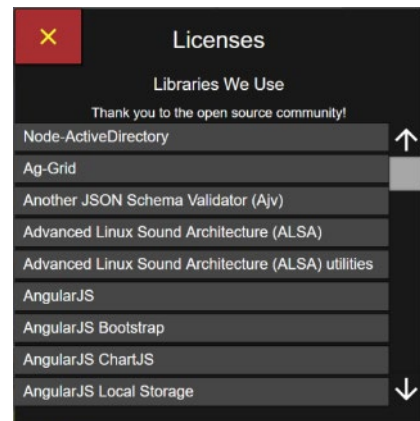 Licenses
Libraries We Use
Thank you to the open source community!
Node-ActiveDirectory
Ag-Grid
Another JSON Schema Validator (Ajv)
Advanced Linux Sound Architecture (ALSA)
Advanced Linux Sound Architecture (ALSA) utilities
AngularJS
AngularJS Bootstrap
AngularJS ChartJS
AngularJS Local Storage